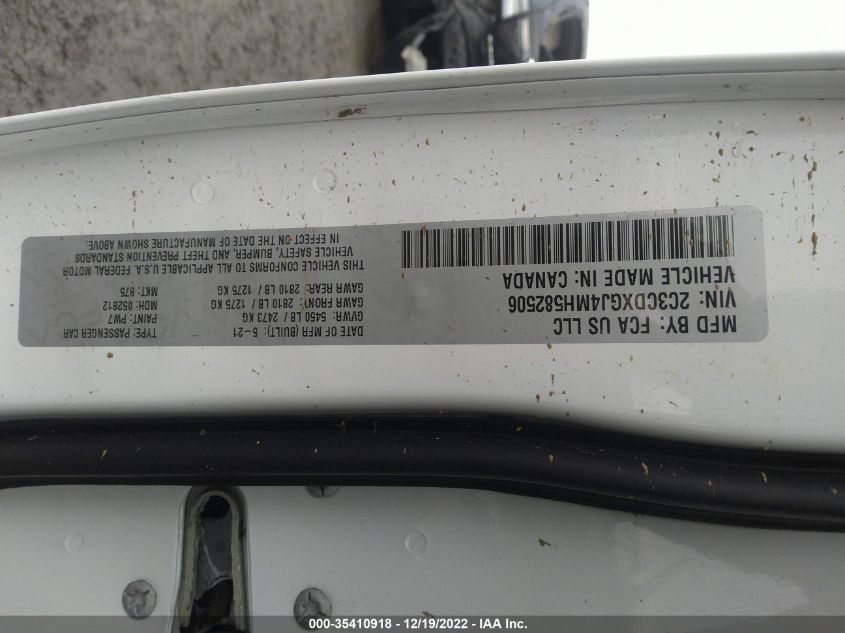 MFD BY: FCA US LLC
VIN: 2C3CDXGJ4MH582506
VEHICLE MADE IN: CANADA
DATE OF MFR (BUILT): 5-21
GVWR: 5450 LB / 2473 KG
GAWR FRONT: 2810 LB / 1275 KG
GAWR REAR: 2810 LB / 1275 KG
THIS VEHICLE CONFORMS TO ALL APPLICABLE U.S.A. FEDERAL MOTOR
VEHICLE SAFETY, BUMPER, AND THEFT PREVENTION STANDARDS
IN EFFECT ON THE DATE OF MANUFACTURE SHOWN ABOVE.
TYPE: PASSENGER CAR
PAINT: PW7
MDH: 052812
MKT: 875
000-35410918 - 12/19/2022 - IAA Inc.